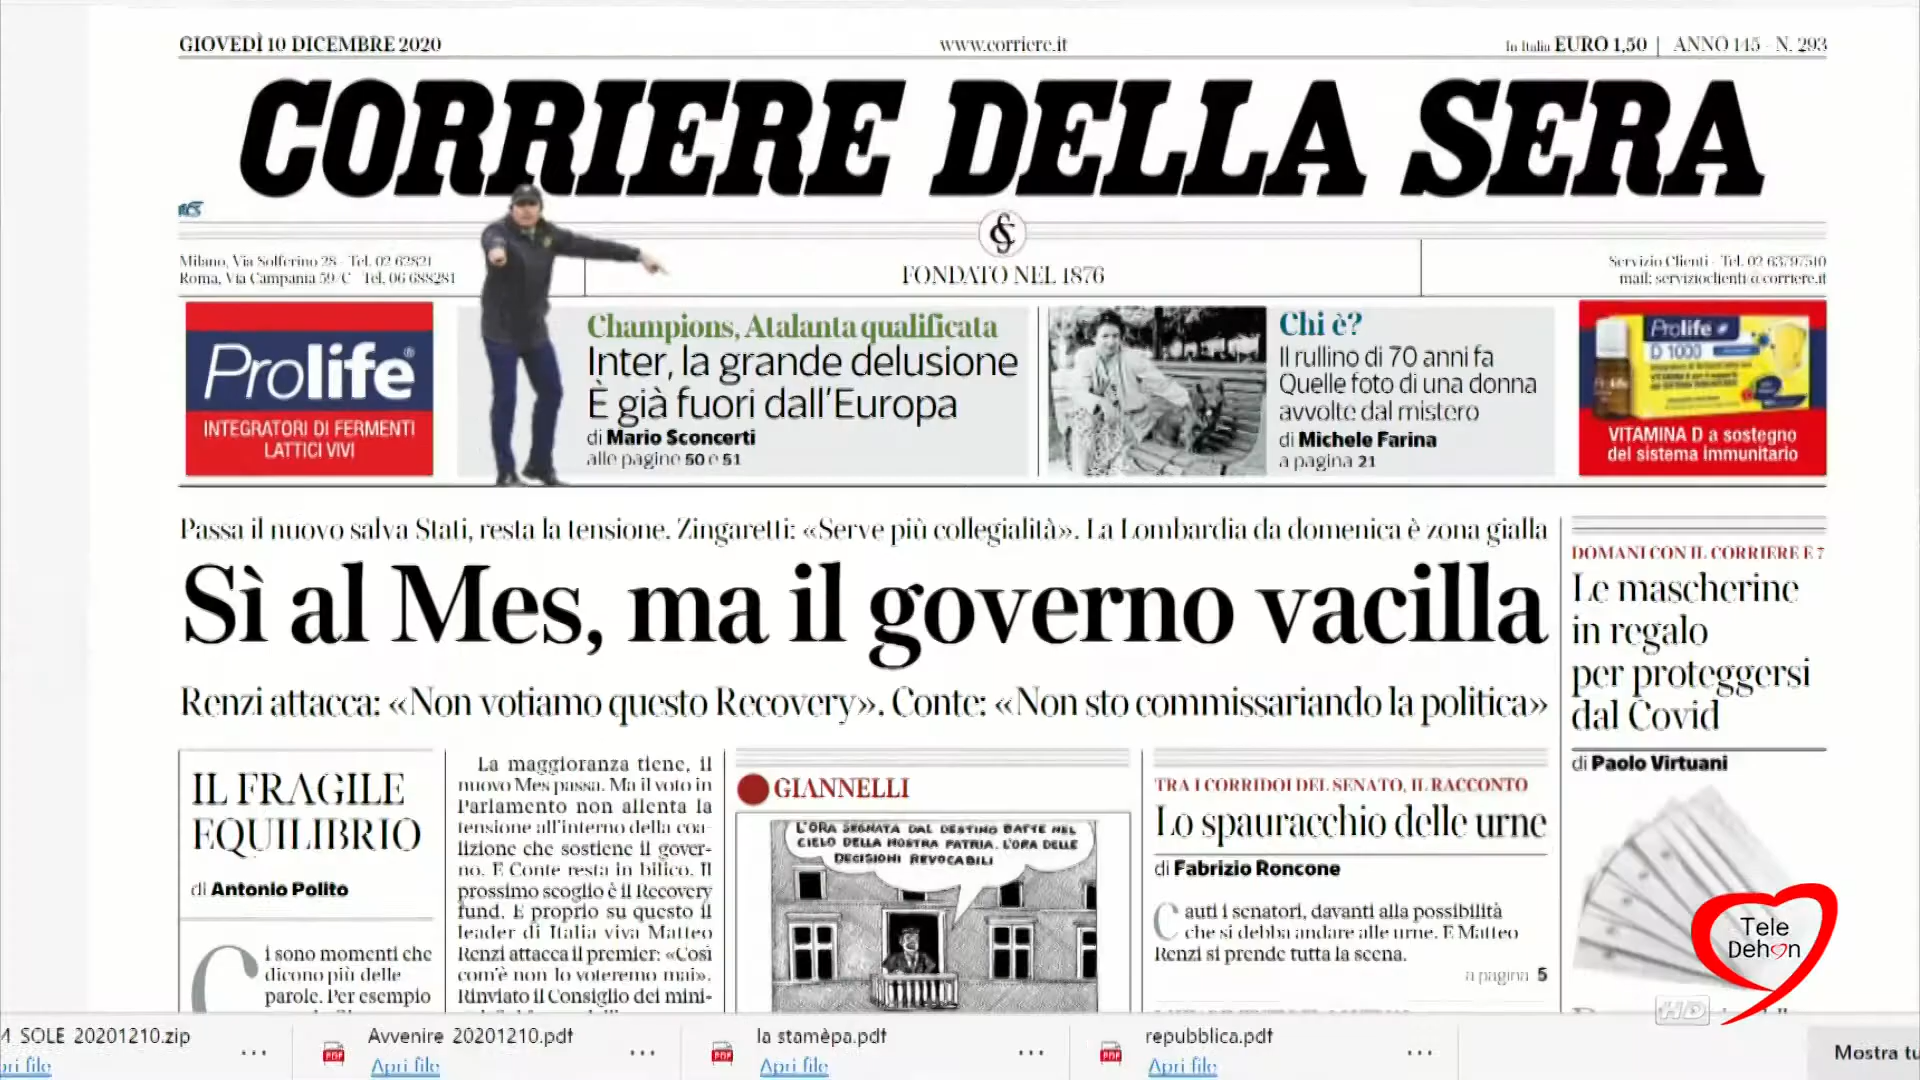 GIOVEDÌ 10 DICEMBRE 2020
www.corriere.it
In Italia EURO 1,50 | ANNO 145 - N. 293
CORRIERE DELLA SERA
Milano, Via Solferino 28 - Tel. 02 62821
Roma, Via Campania 59/C - Tel. 06 688281
FONDATO NEL 1876
Servizio Clienti - Tel. 02 63797510
mail: servizioclienti@corriere.it
Prolife®
INTEGRATORI DI FERMENTI
LATTICI VIVI
Champions, Atalanta qualificata
Inter, la grande delusione
È già fuori dall'Europa
di Mario Sconcerti
alle pagine 50 e 51
Chi è?
Il rullino di 70 anni fa
Quelle foto di una donna
avvolte dal mistero
di Michele Farina
a pagina 21
Prolife
D 1000
VITAMINA D a sostegno
del sistema immunitario
Passa il nuovo salva Stati, resta la tensione. Zingaretti: «Serve più collegialità». La Lombardia da domenica è zona gialla
Sì al Mes, ma il governo vacilla
Renzi attacca: «Non votiamo questo Recovery». Conte: «Non sto commissariando la politica»
DOMANI CON IL CORRIERE E 7
Le mascherine
in regalo
per proteggersi
dal Covid
di Paolo Virtuani
IL FRAGILE
EQUILIBRIO
di Antonio Polito
Ci sono momenti che
dicono più delle
parole. Per esempio
La maggioranza tiene, il
nuovo Mes passa. Ma il voto in
Parlamento non allenta la
tensione all'interno della coa-
lizione che sostiene il gover-
no. E Conte resta in bilico. Il
prossimo scoglio è il Recovery
fund. E proprio su questo il
leader di Italia viva Matteo
Renzi attacca il premier: «Così
com'è non lo voteremo mai».
Rinviato il Consiglio dei mini-
GIANNELLI
L'ORA SEGNATA DAL DESTINO BATTE NEL
CIELO DELLA NOSTRA PATRIA. L'ORA DELLE
DECISIONI REVOCABILI
TRA I CORRIDOI DEL SENATO, IL RACCONTO
Lo spauracchio delle urne
di Fabrizio Roncone
Cauti i senatori, davanti alla possibilità
che si debba andare alle urne. E Matteo
Renzi si prende tutta la scena.
a pagina 5
Tele
Dehon
HD
SOLE 20201210.zip
Apri file
Avvenire 20201210.pdf
Apri file
la stamèpa.pdf
Apri file
repubblica.pdf
Apri file
Mostra tu